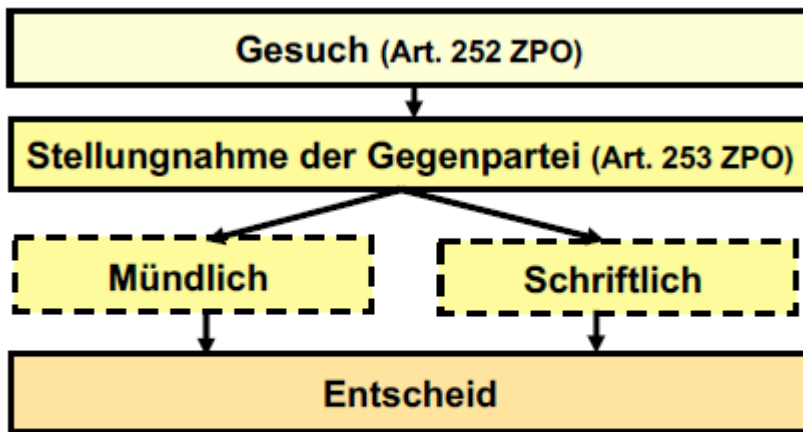 Gesuch (Art. 252 ZPO)
Stellungnahme der Gegenpartei (Art. 253 ZPO)
Mündlich
Schriftlich
Entscheid